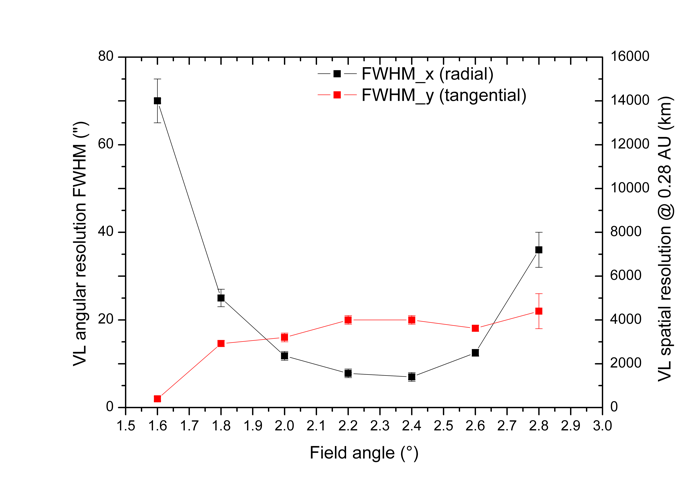 FWHM_x (radial)
FWHM_y (tangential)
VL angular resolution FWHM (")
80
60
40
20
0
16000
14000
12000
10000
8000
6000
4000
2000
0
VL spatial resolution @ 0.28 AU (km)
1.5 1.6 1.7 1.8 1.9 2.0 2.1 2.2 2.3 2.4 2.5 2.6 2.7 2.8 2.9 3.0
Field angle (°)